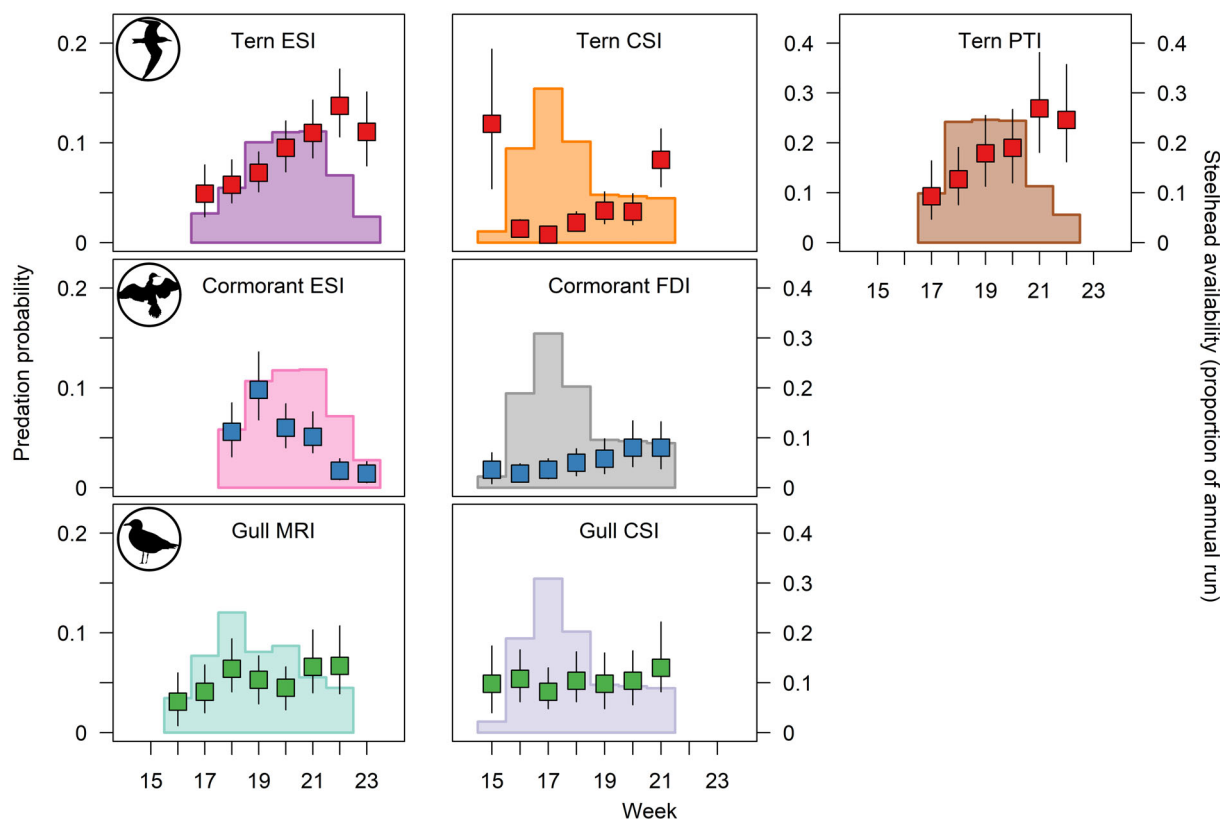 Tern ESI
Tern CSI
Tern PTI
0.2
0.1
0
0.4
0.3
0.2
0.1
0
0.4
0.3
0.2
0.1
0
15 17 19 21 23
Cormorant ESI
Cormorant FDI
0.2
0.1
0
0.4
0.3
0.2
0.1
0
Gull MRI
Gull CSI
0.2
0.1
0
0.4
0.3
0.2
0.1
0
15 17 19 21 23
15 17 19 21 23
Week
Predation probability
Steelhead availability (proportion of annual run)